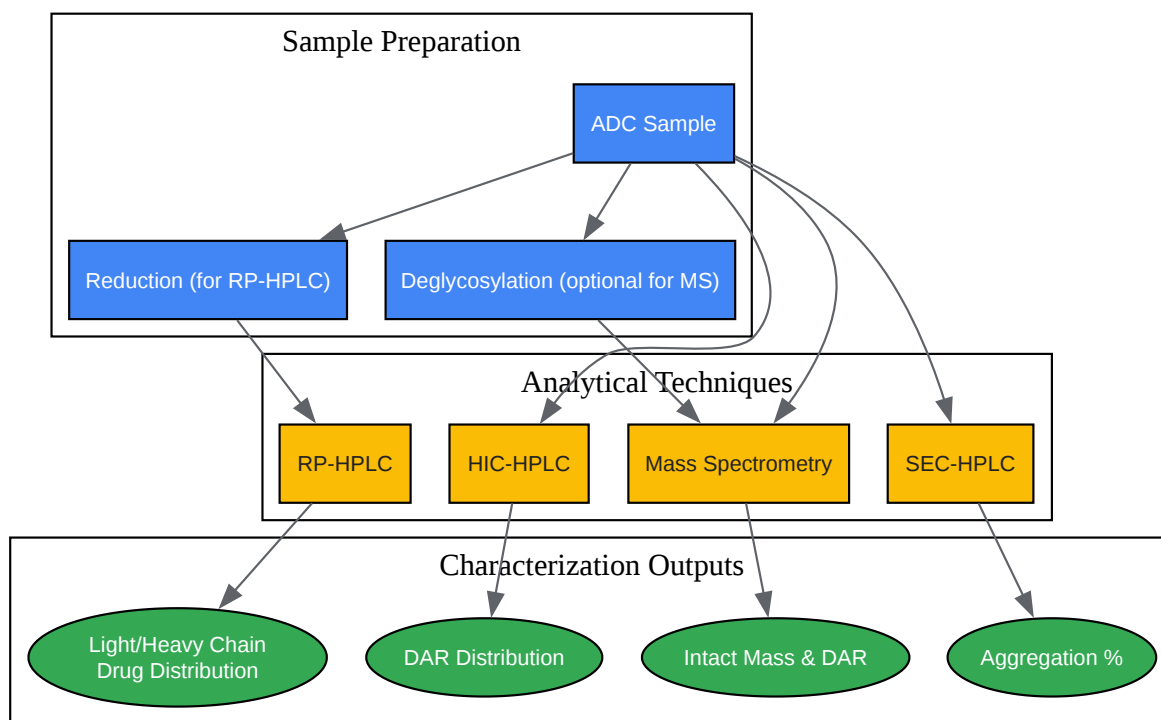 Sample Preparation
ADC Sample
Reduction (for RP-HPLC)
Deglycosylation (optional for MS)
Analytical Techniques
RP-HPLC
HIC-HPLC
Mass Spectrometry
SEC-HPLC
Characterization Outputs
Light/Heavy Chain
Drug Distribution
DAR Distribution
Intact Mass & DAR
Aggregation %